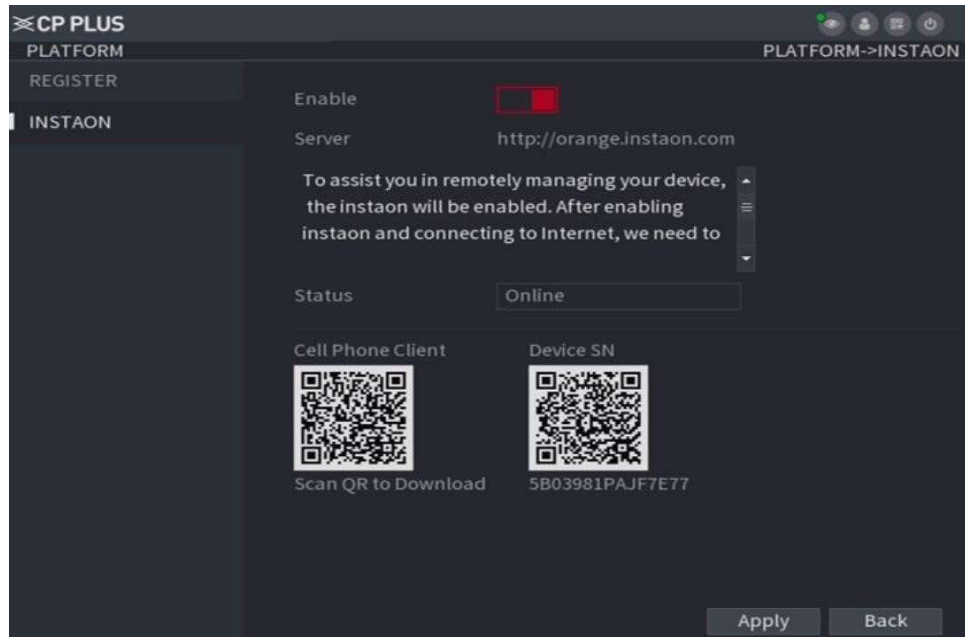 CP PLUS
PLATFORM
PLATFORM->INSTAON
REGISTER
INSTAON
Enable
Server
http://orange.instaon.com
To assist you in remotely managing your device,
the instaon will be enabled. After enabling
instaon and connecting to Internet, we need to
Status
Online
Cell Phone Client
Device SN
Scan QR to Download
5B03981PAJF7E77
Apply
Back